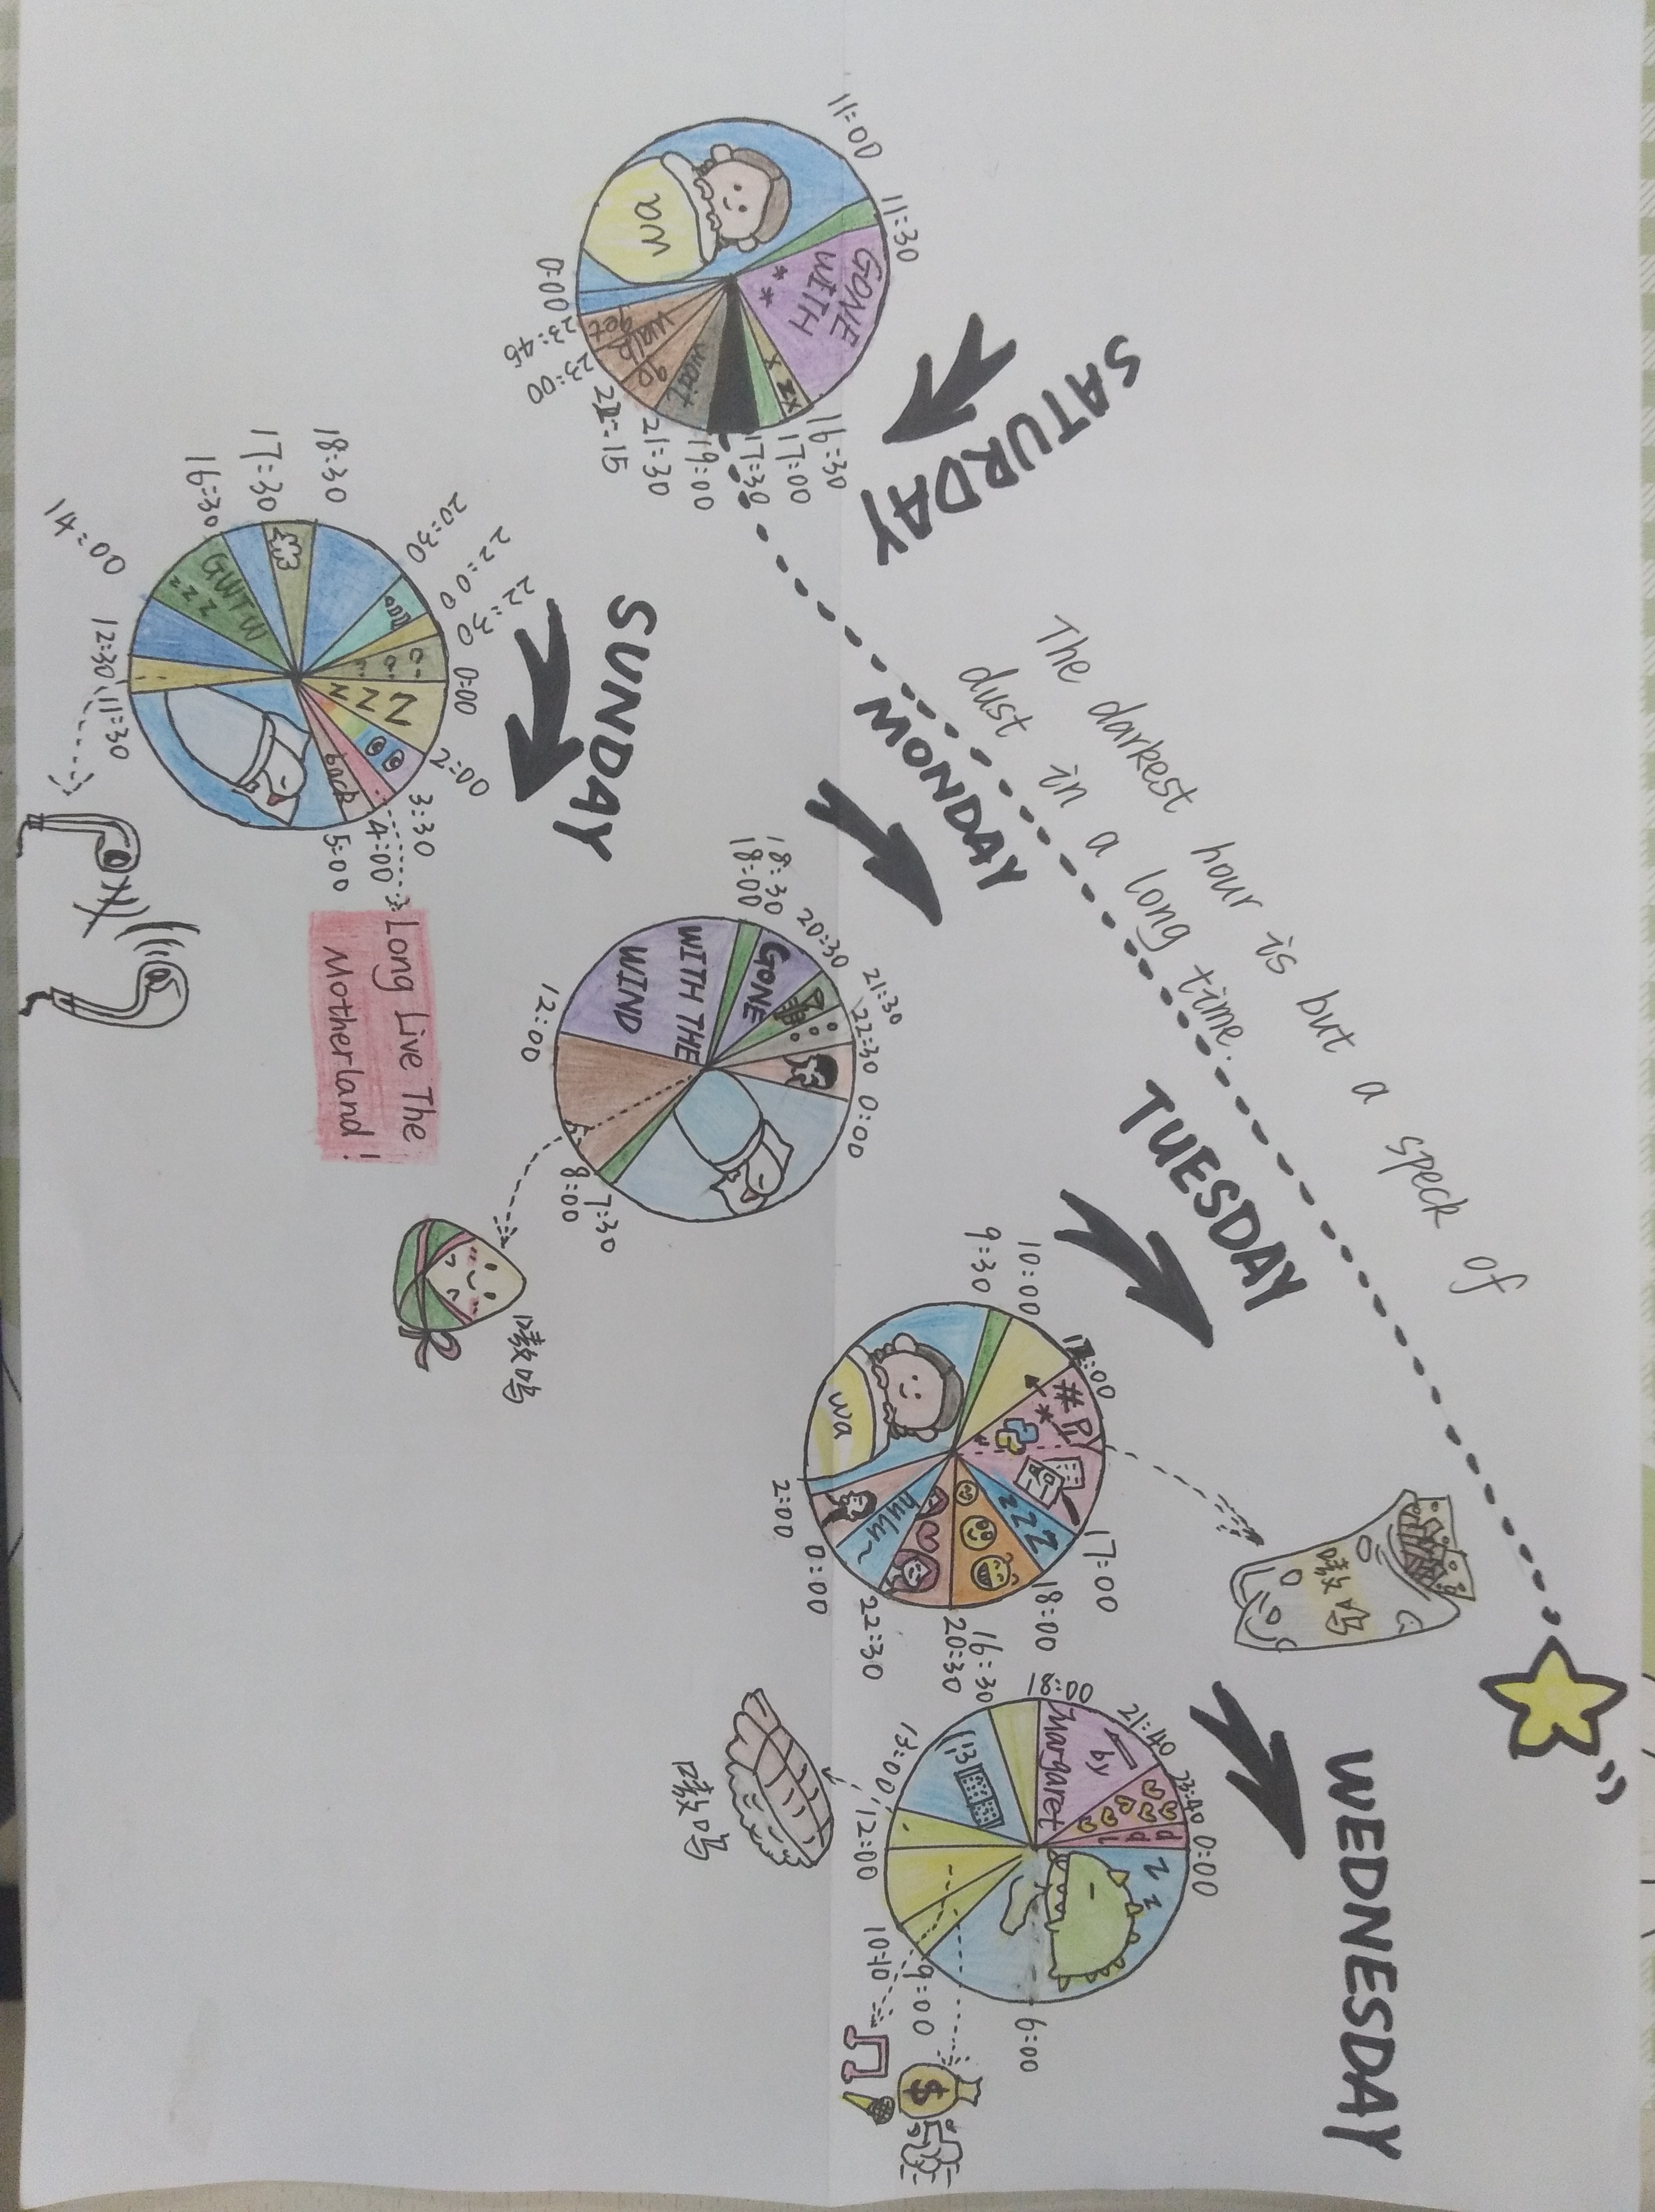 SATURDAY
11:00
11:30
GONE
WITH
**
16:30
x zx
17:00
17:30
19:00
wait
21:30
go
walk
get
23:00
23:46
0:00
wa
The darkest hour is but a speck of
dust in a long time.
SUNDAY
0:00
zzZ
2:00
3:30
4:00
back
5:00
Long Live The
Motherland!
11:30
12:30
14:00
GWTW
zzZ
16:30
17:30
18:30
20:30
22:00
22:30
MONDAY
0:00
7:30
8:00
嗷呜
12:00
WITH THE
WIND
18:00
18:30
GONE
20:30
21:30
22:30
TUESDAY
嗷呜
# Py
*
17:00
zzZ
18:00
20:30
22:30
hulu~
0:00
2:00
wa
9:30
10:00
WEDNESDAY
0:00
Z z
6:00
9:00
$
10:10
12:00
嗷呜
13:00
16:30
18:00
by
Margaret
21:40
23:40
d
d
l